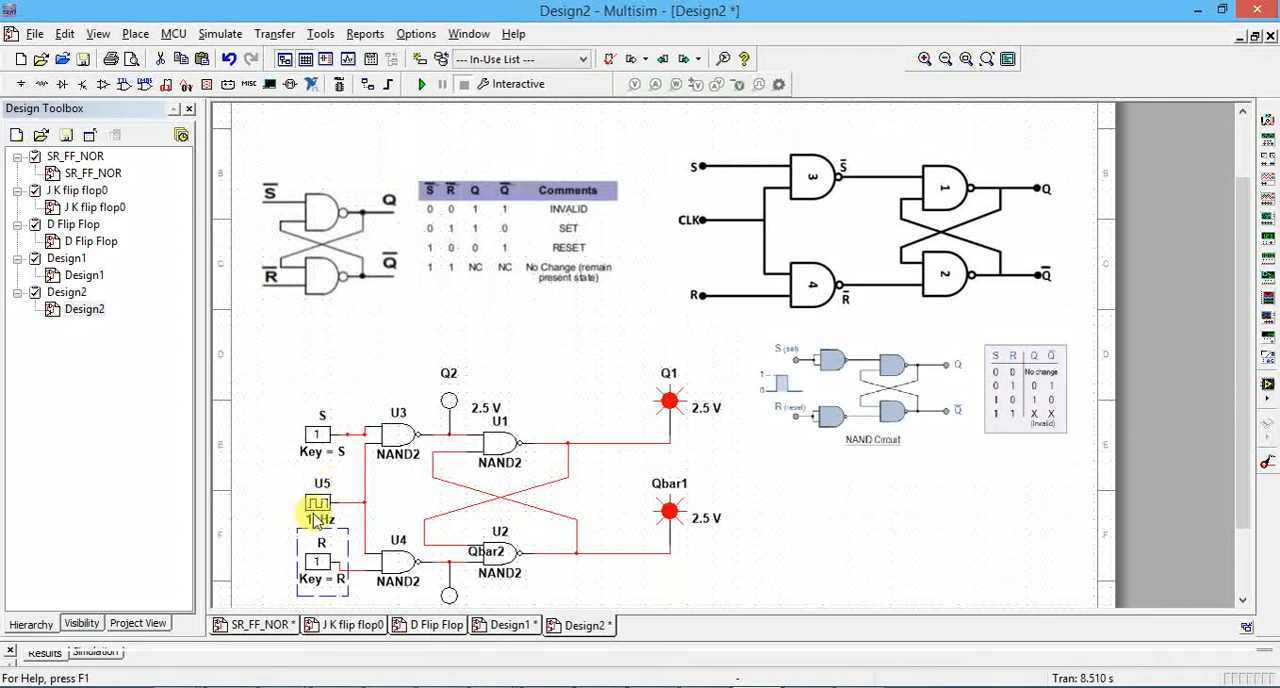 Design2 - Multisim - [Design2 *]
File Edit View Place MCU Simulate Transfer Tools Reports Options Window Help
--- In-Use List ---
Interactive
Design Toolbox
SR_FF_NOR
SR_FF_NOR
J K flip flop0
J K flip flop0
D Flip Flop
D Flip Flop
Design1
Design1
Design2
Design2
Hierarchy Visibility Project View
B
C
D
E
F
B
C
D
E
F
S
R
Q
Q
S R Q Q Comments
0 0 1 1 INVALID
0 1 1 0 SET
1 0 0 1 RESET
1 1 NC NC No Change (remain
present state)
S
CLK
R
3
4
S
R
1
2
Q
Q
S (set)
1
0
R (reset)
Q
Q
NAND Circuit
S R Q Q
0 0 No change
0 1 0 1
1 0 1 0
1 1 X X
(Invalid)
Q2
Q1
2.5 V
2.5 V
S
1
Key = S
U3
NAND2
U1
NAND2
U5
Qbar1
2.5 V
R
1
Key = R
U4
NAND2
U2
Qbar2
NAND2
SR_FF_NOR * J K flip flop0 D Flip Flop Design1 * Design2 *
Results Simulation
For Help, press F1
-
Tran: 8.510 s